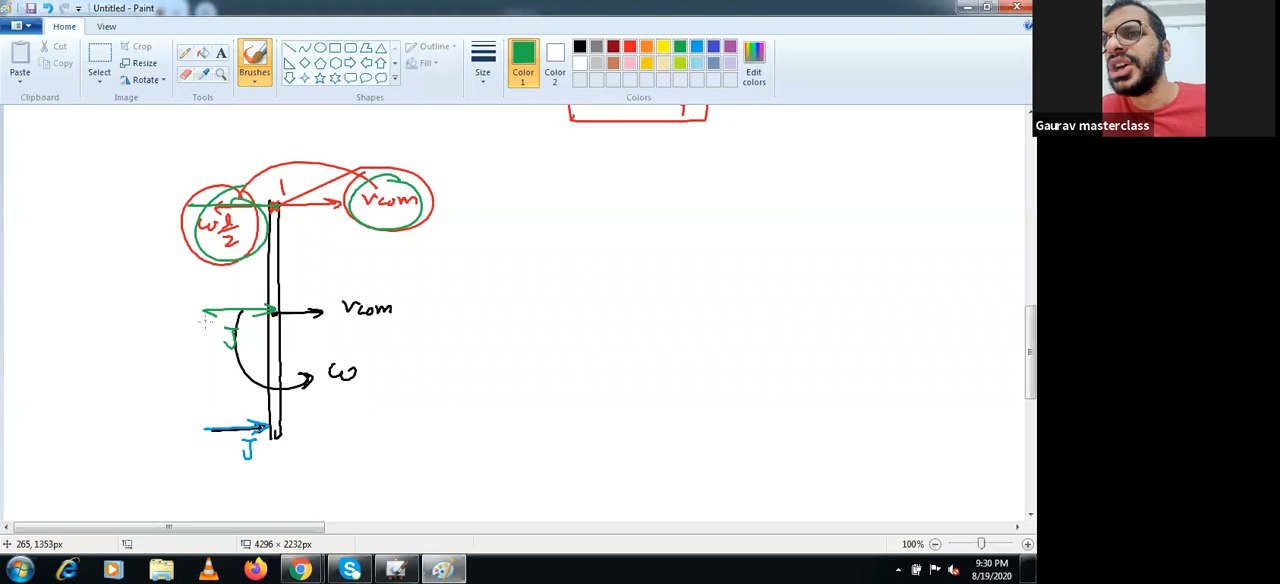 Untitled - Paint
Home
View
Paste
Cut
Copy
Clipboard
Select
Crop
Resize
Rotate
Image
A
Tools
Brushes
Outline
Fill
Shapes
Size
Color 1
Color 2
Edit colors
Colors
Gaurav masterclass
ω l/2
1
vcom
vcom
J
ω
J
265, 1353px
4296 × 2232px
100%
9:30 PM
8/19/2020